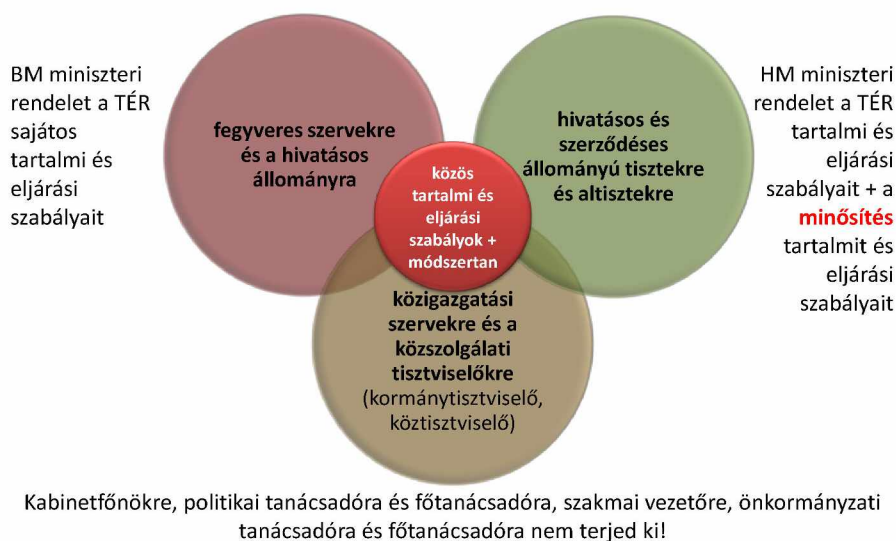 BM miniszteri
rendelet a TÉR
sajátos
tartalmi és
eljárási
szabályait
fegyveres szervekre
és a hivatásos
állományra
hivatásos és
szerződéses
állományú tisztekre
és altisztekre
HM miniszteri
rendelet a TÉR
tartalmi és
eljárási
szabályait + a
minősítés
tartalmit és
eljárási
szabályait
közös
tartalmi és
eljárási
szabályok +
módszertan
közigazgatási
szervekre és a
közszolgálati
tisztviselőkre
(kormánytisztviselő,
köztisztviselő)
Kabinetfőnökre, politikai tanácsadóra és főtanácsadóra, szakmai vezetőre, önkormányzati
tanácsadóra és főtanácsadóra nem terjed ki!